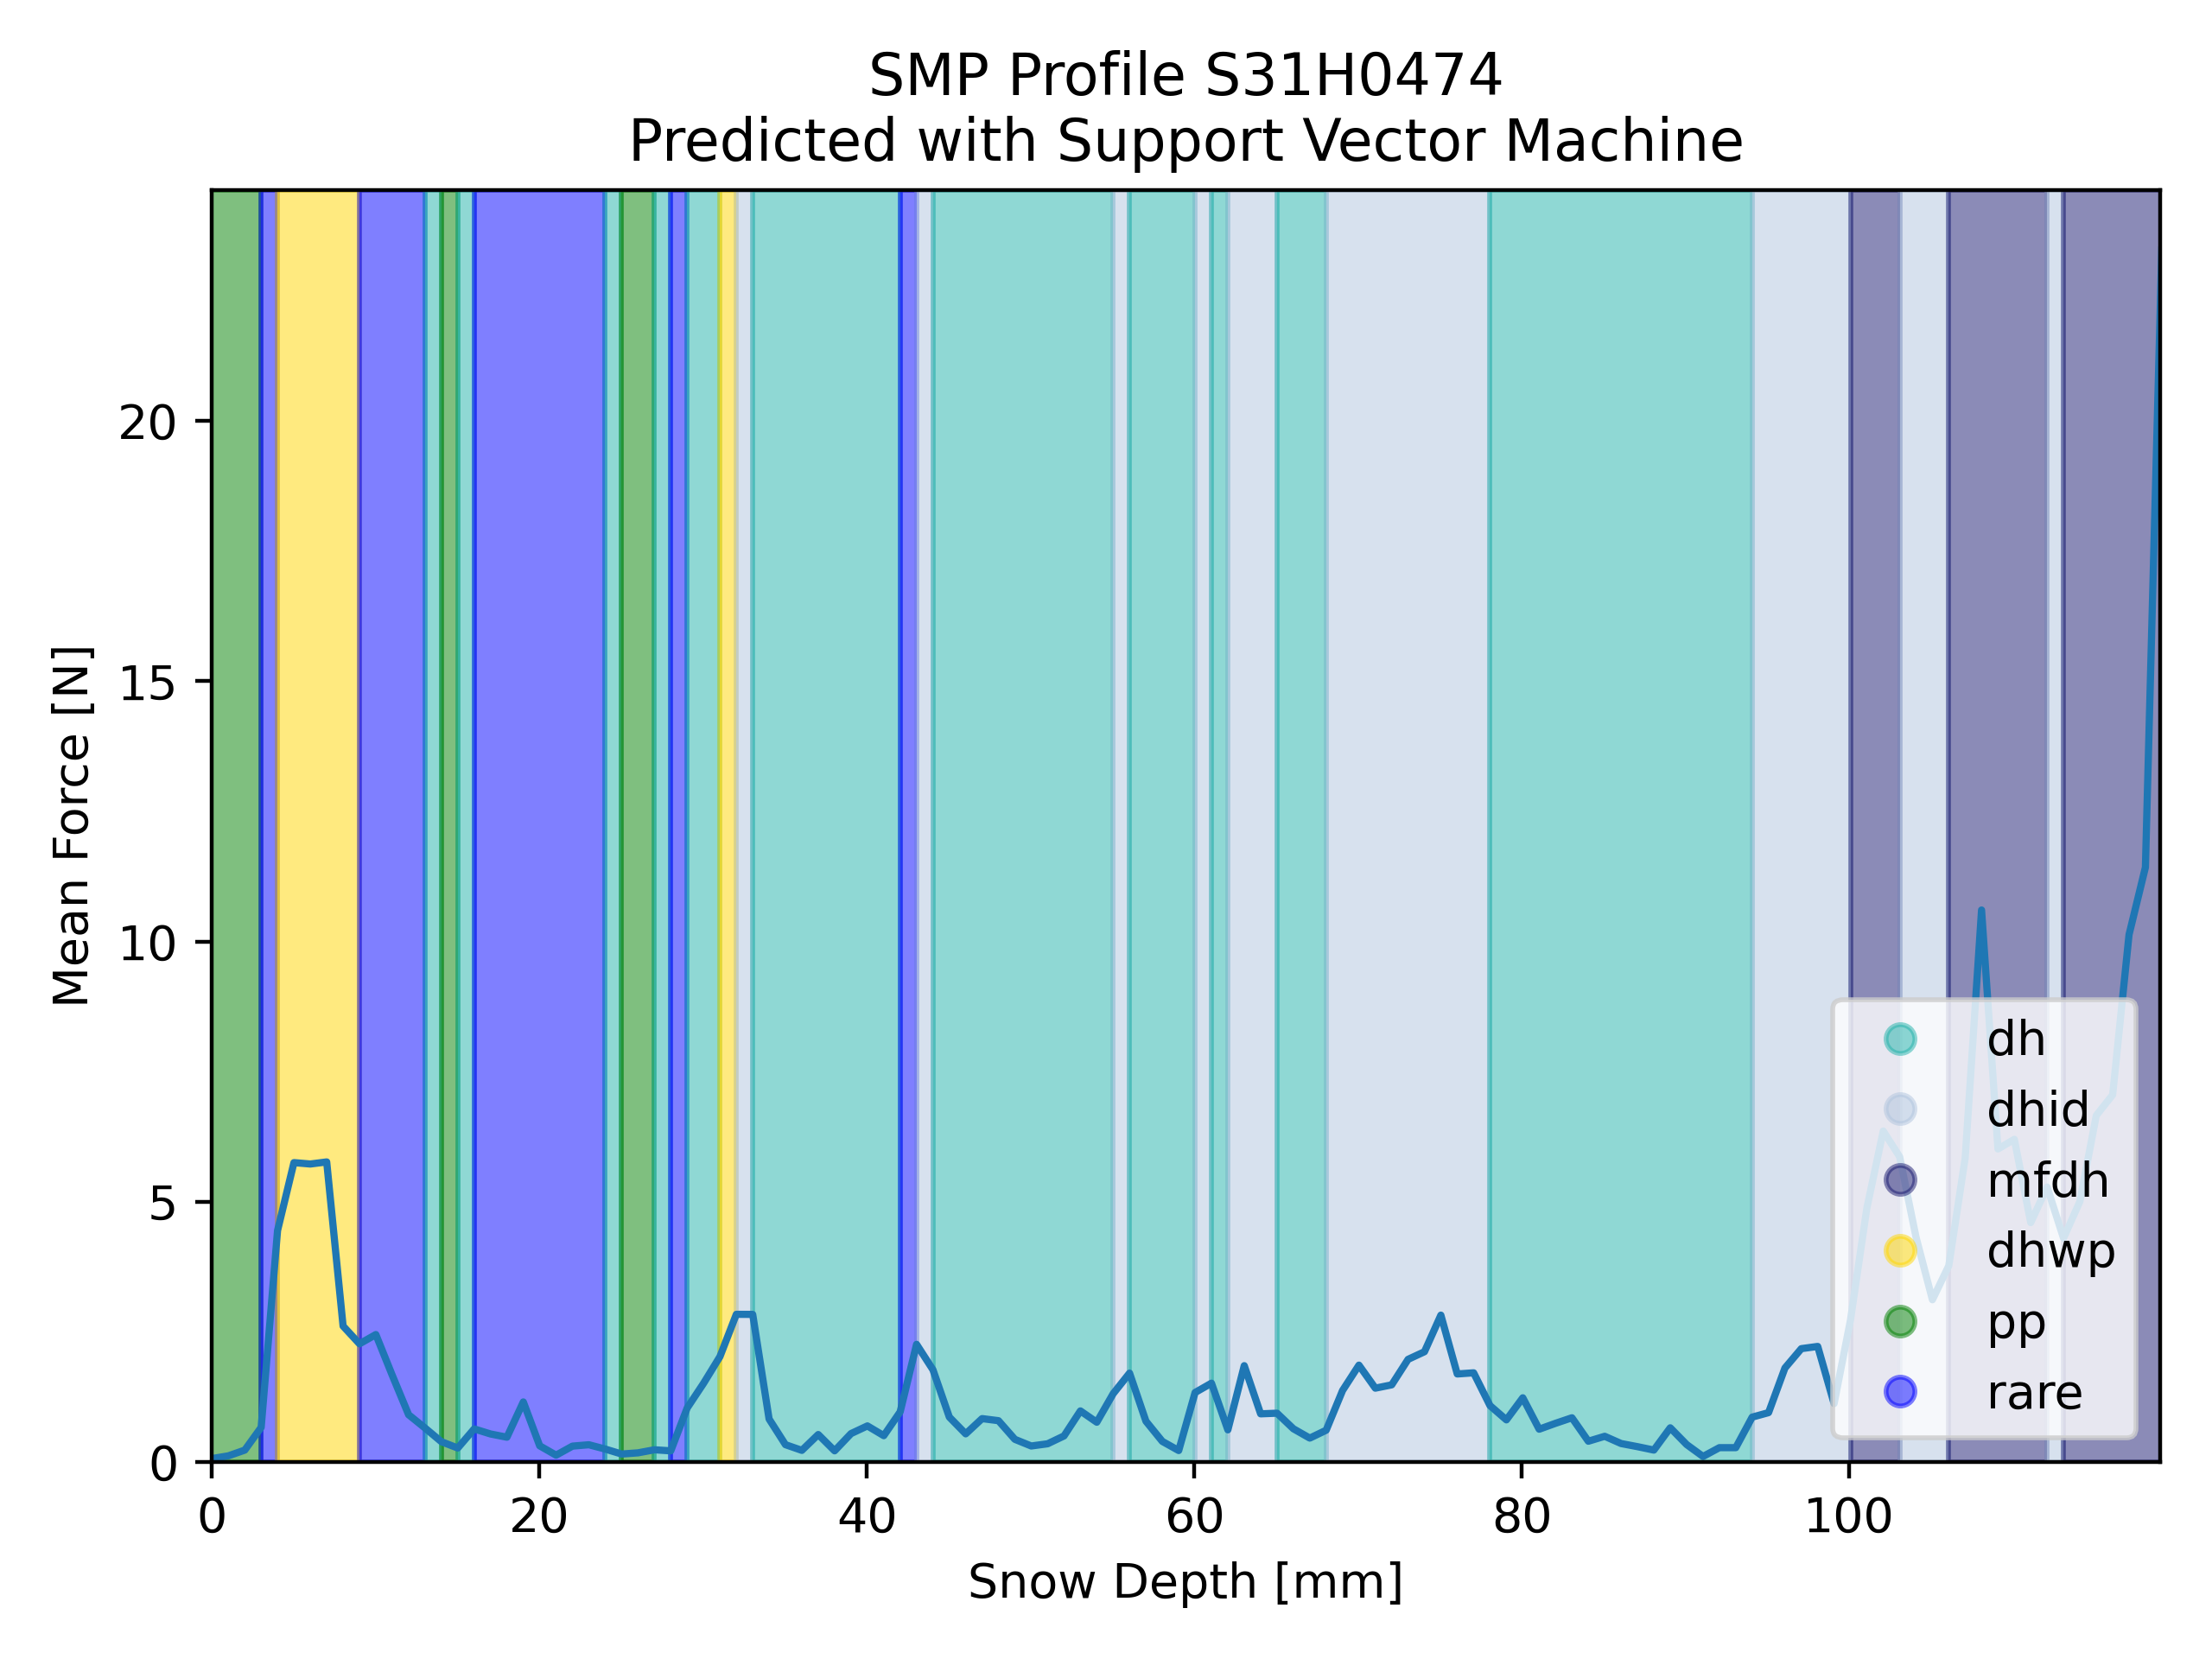 SMP Profile S31H0474
Predicted with Support Vector Machine
Mean Force [N]
20
15
10
5
0
0 20 40 60 80 100
Snow Depth [mm]
dh
dhid
mfdh
dhwp
pp
rare